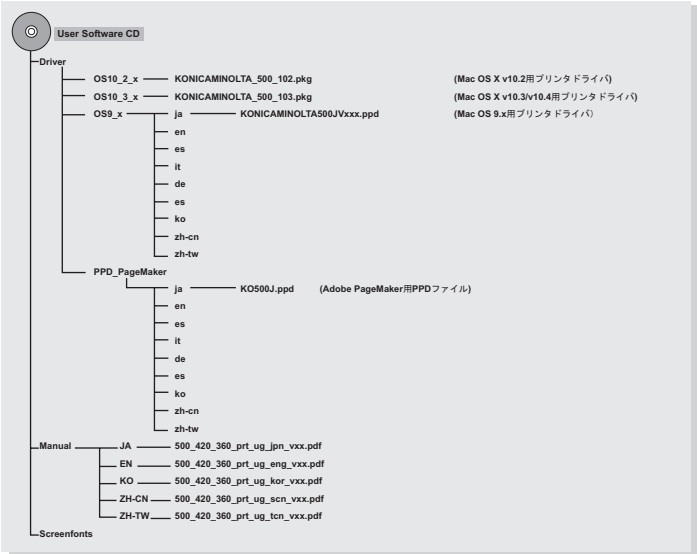 User Software CD
Driver
OS10_2_x KONICAMINOLTA_500_102.pkg (Mac OS X v10.2用プリンタドライバ)
OS10_3_x KONICAMINOLTA_500_103.pkg (Mac OS X v10.3/v10.4用プリンタドライバ)
OS9_x ja KONICAMINOLTA500JVxxx.ppd (Mac OS 9.x用プリンタドライバ)
en
es
it
de
es
ko
zh-cn
zh-tw
PPD_PageMaker
ja KO500J.ppd (Adobe PageMaker用PPDファイル)
en
es
it
de
es
ko
zh-cn
zh-tw
Manual JA 500_420_360_prt_ug_jpn_vxx.pdf
EN 500_420_360_prt_ug_eng_vxx.pdf
KO 500_420_360_prt_ug_kor_vxx.pdf
ZH-CN 500_420_360_prt_ug_scn_vxx.pdf
ZH-TW 500_420_360_prt_ug_tcn_vxx.pdf
Screenfonts